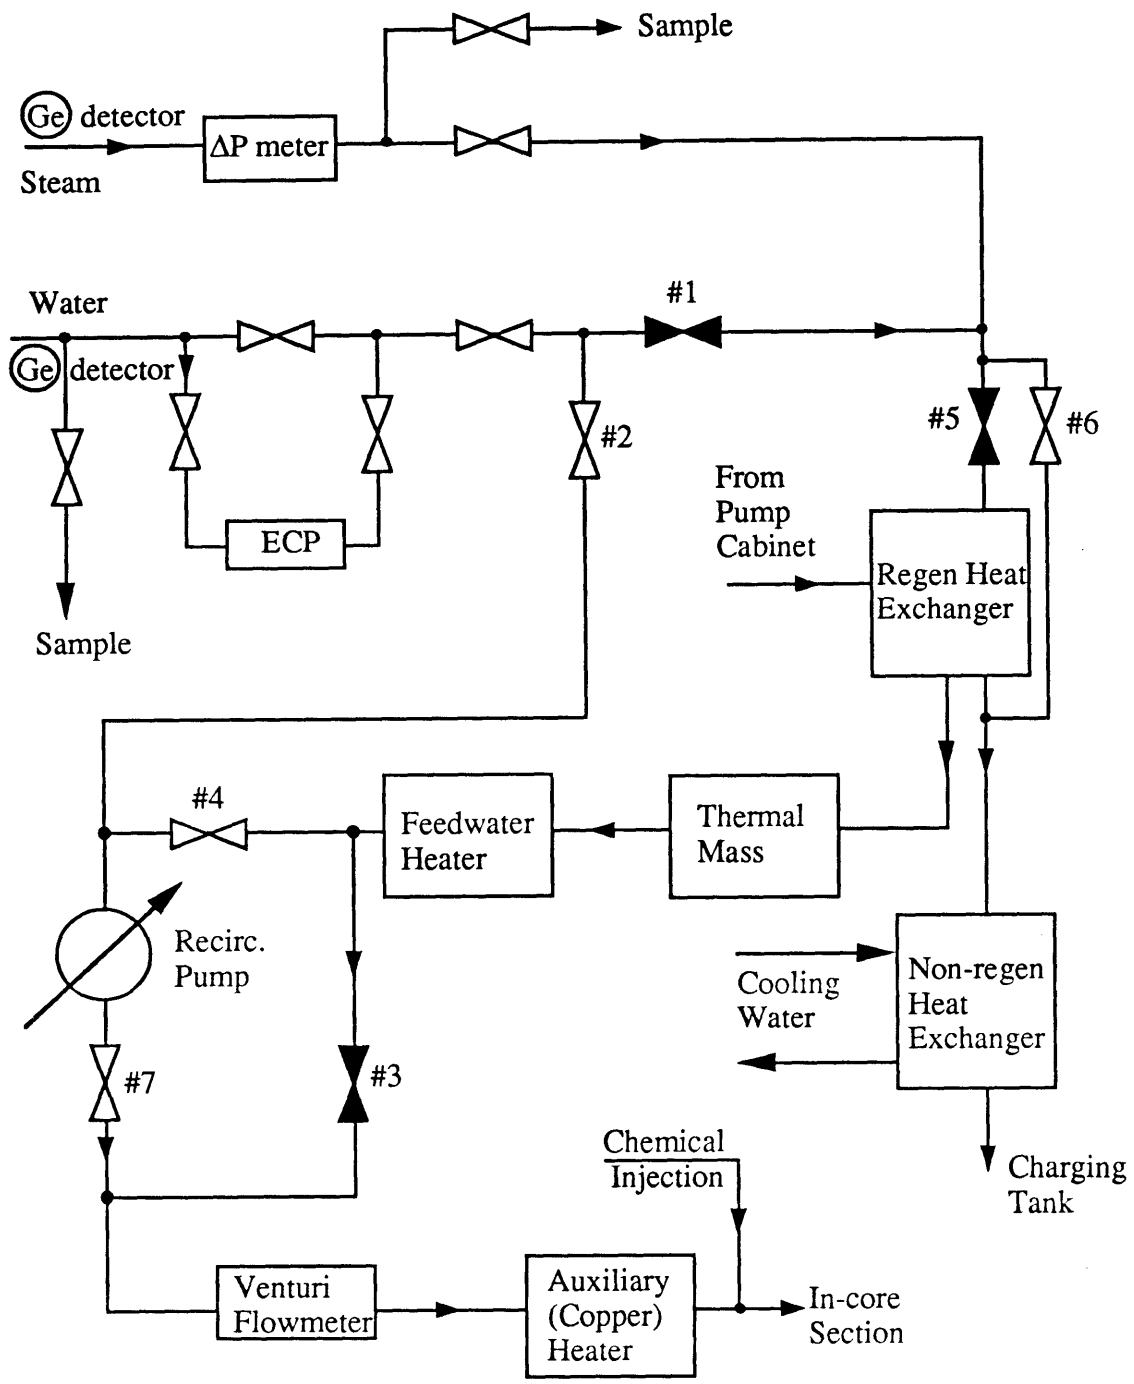 Sample
Ge detector
ΔP meter
Steam
Water
#1
Ge detector
#2
#5
#6
From
Pump
Cabinet
ECP
Regen Heat
Exchanger
Sample
#4
Feedwater
Heater
Thermal
Mass
Recirc.
Pump
Cooling
Water
Non-regen
Heat
Exchanger
#7
#3
Chemical
Injection
Charging
Tank
Venturi
Flowmeter
Auxiliary
(Copper)
Heater
In-core
Section